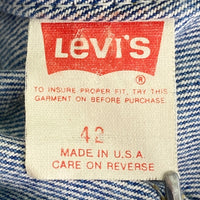 LEVI'S
®
TO INSURE PROPER FIT, TRY THIS
GARMENT ON BEFORE PURCHASE.
42
MADE IN U.S.A.
CARE ON REVERSE